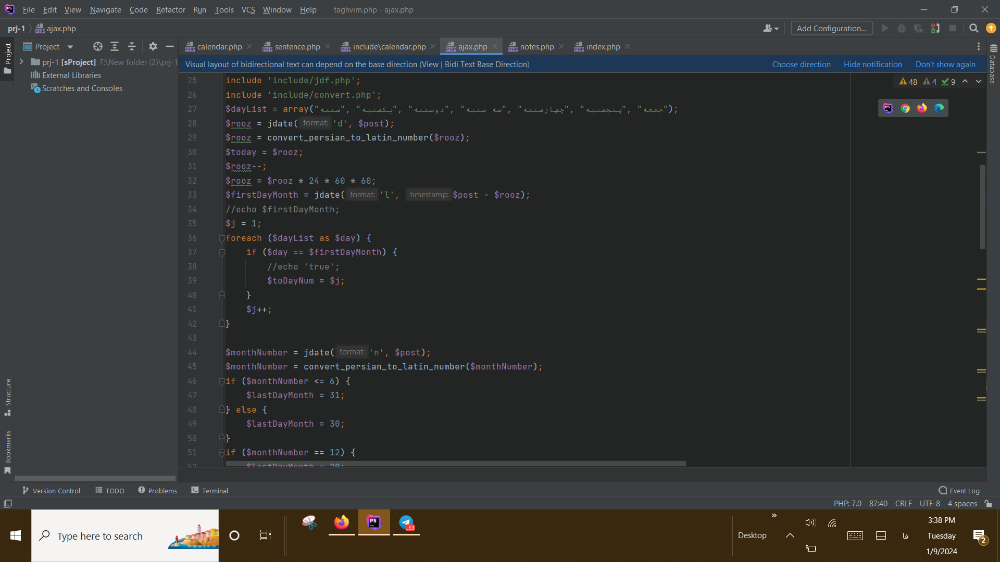 File Edit View Navigate Code Refactor Run Tools VCS Window Help taghvim.php - ajax.php
prj-1 ajax.php Add Configuration...
Project calendar.php sentence.php include\calendar.php ajax.php notes.php index.php
Project
Database
prj-1 [sProject] F:\New folder (2)\prj-1
External Libraries
Scratches and Consoles
Visual layout of bidirectional text can depend on the base direction (View | Bidi Text Base Direction) Choose direction Hide notification Don't show again
48 4 9
25 include 'include/jdf.php';
26 include 'include/convert.php';
27 $dayList = array("شنبه", "یکشنبه", "دوشنبه", "سه شنبه", "چهارشنبه", "پنجشنبه", "جمعه");
28 $rooz = jdate( format: 'd', $post);
29 $rooz = convert_persian_to_latin_number($rooz);
30 $today = $rooz;
31 $rooz--;
32 $rooz = $rooz * 24 * 60 * 60;
33 $firstDayMonth = jdate( format: 'l', timestamp: $post - $rooz);
34 //echo $firstDayMonth;
35 $j = 1;
36 foreach ($dayList as $day) {
37 if ($day == $firstDayMonth) {
38 //echo 'true';
39 $toDayNum = $j;
40 }
41 $j++;
42 }
43
44 $monthNumber = jdate( format: 'n', $post);
45 $monthNumber = convert_persian_to_latin_number($monthNumber);
46 if ($monthNumber <= 6) {
47 $lastDayMonth = 31;
48 } else {
49 $lastDayMonth = 30;
50 }
51 if ($monthNumber == 12) {
52 $lastDayMonth = 29;
Structure
Bookmarks
Version Control TODO Problems Terminal Event Log
PHP: 7.0 87:40 CRLF UTF-8 4 spaces
Type here to search
..53
Desktop
فا
3:38 PM
Tuesday
1/9/2024
2